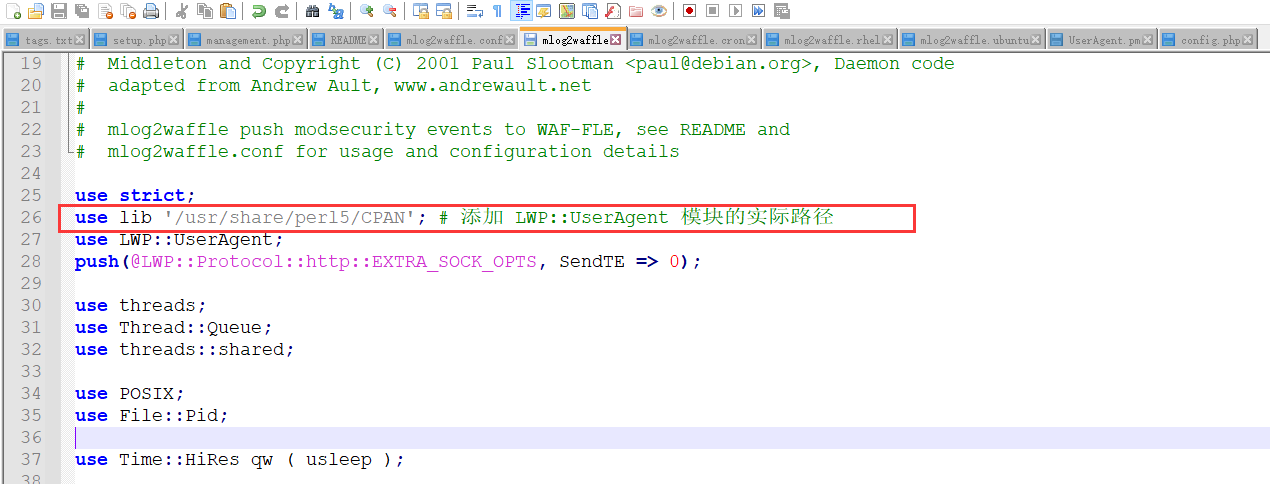 tags.txt setup.php management.php README mlog2waffle.conf mlog2waffle mlog2waffle.cron mlog2waffle.rhel mlog2waffle.ubuntu UserAgent.pm config.php
19 #  Middleton and Copyright (C) 2001 Paul Slootman <paul@debian.org>, Daemon code
20 #  adapted from Andrew Ault, www.andrewault.net
21 #
22 #  mlog2waffle push modsecurity events to WAF-FLE, see README and
23 #  mlog2waffle.conf for usage and configuration details
24
25 use strict;
26 use lib '/usr/share/perl5/CPAN'; # 添加 LWP::UserAgent 模块的实际路径
27 use LWP::UserAgent;
28 push(@LWP::Protocol::http::EXTRA_SOCK_OPTS, SendTE => 0);
29
30 use threads;
31 use Thread::Queue;
32 use threads::shared;
33
34 use POSIX;
35 use File::Pid;
36
37 use Time::HiRes qw ( usleep );
38